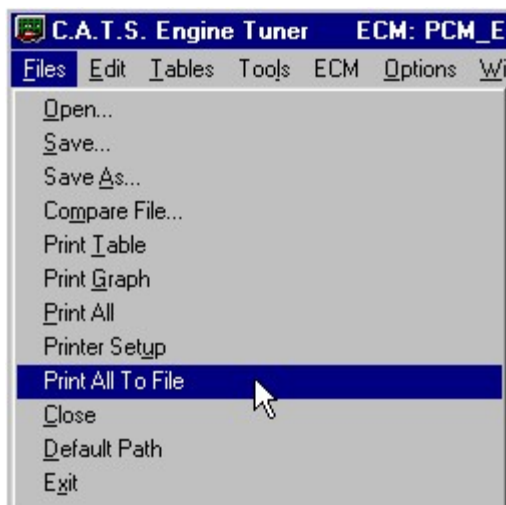 C.A.T.S. Engine Tuner ECM: PCM_E
Files Edit Tables Tools ECM Options Wi
Open...
Save...
Save As...
Compare File...
Print Table
Print Graph
Print All
Printer Setup
Print All To File
Close
Default Path
Exit